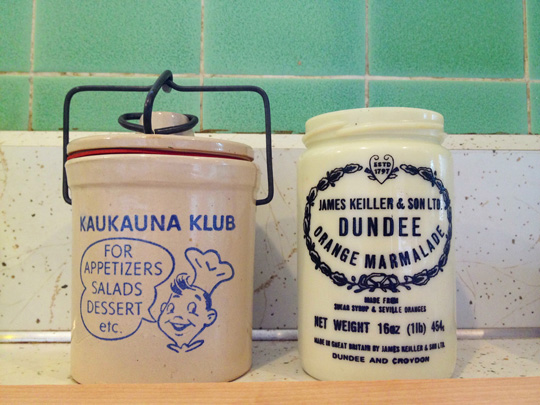 KAUKAUNA KLUB
FOR
APPETIZERS
SALADS
DESSERT
etc.
ESTD
1797
JAMES KEILLER & SON LTD.
DUNDEE
ORANGE MARMALADE
MADE FROM
SUGAR SYRUP & SEVILLE ORANGES
NET WEIGHT 16oz (1lb) 454g
MADE IN GREAT BRITAIN BY JAMES KEILLER & SON LTD.
DUNDEE AND CROYDON